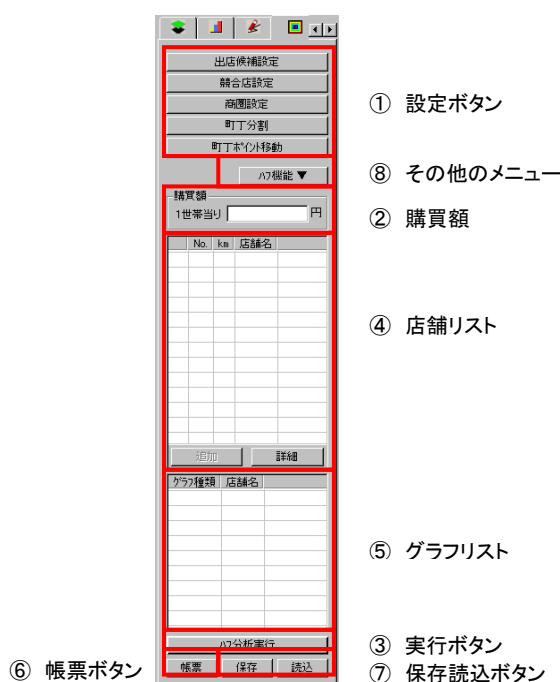 出店候補設定
競合店設定
商圏設定
① 設定ボタン
町丁分割
町丁ﾎﾟｲﾝﾄ移動
ﾊﾌ機能 ▼
⑧ その他のメニュー
購買額
1世帯当り 円
② 購買額
No. km 店舗名
④ 店舗リスト
追加 詳細
ｸﾞﾗﾌ種類 店舗名
⑤ グラフリスト
ﾊﾌ分析実行
③ 実行ボタン
⑥ 帳票ボタン
帳票 保存 読込
⑦ 保存読込ボタン